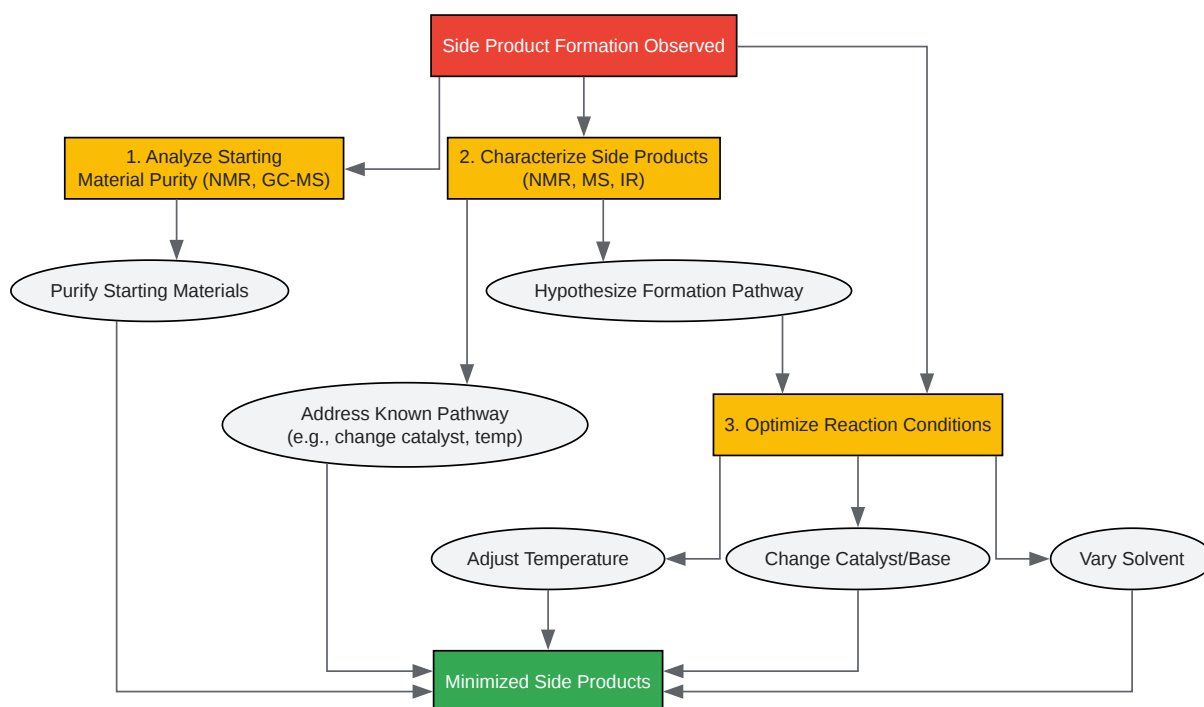 Side Product Formation Observed
1. Analyze Starting
Material Purity (NMR, GC-MS)
2. Characterize Side Products
(NMR, MS, IR)
Purify Starting Materials
Hypothesize Formation Pathway
Address Known Pathway
(e.g., change catalyst, temp)
3. Optimize Reaction Conditions
Adjust Temperature
Change Catalyst/Base
Vary Solvent
Minimized Side Products